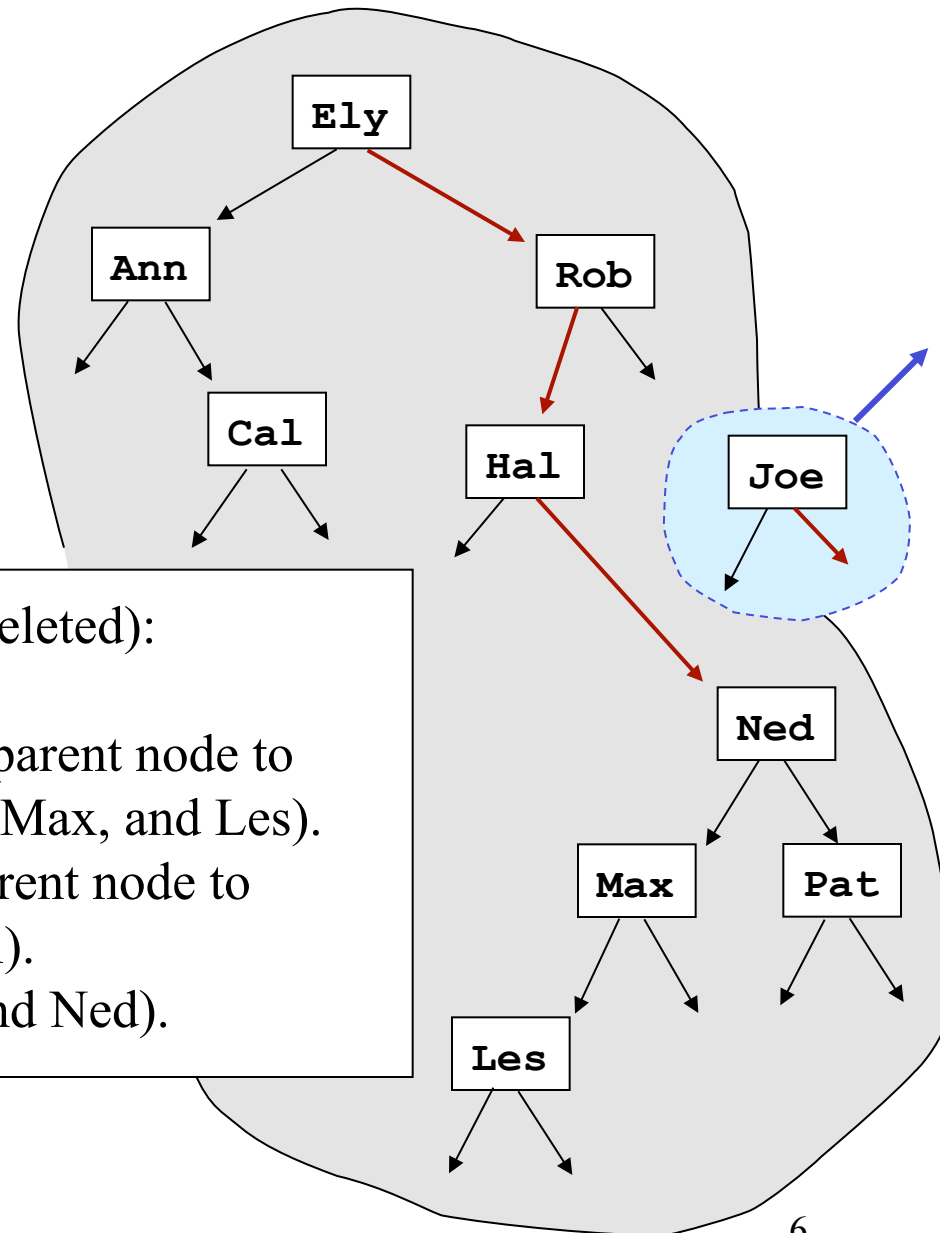 Ely
Ann
Rob
Cal
Hal
Joe
eleted):
Ned
parent node to
Max, and Les).
rent node to
Max
Pat
).
nd Ned).
Les
6